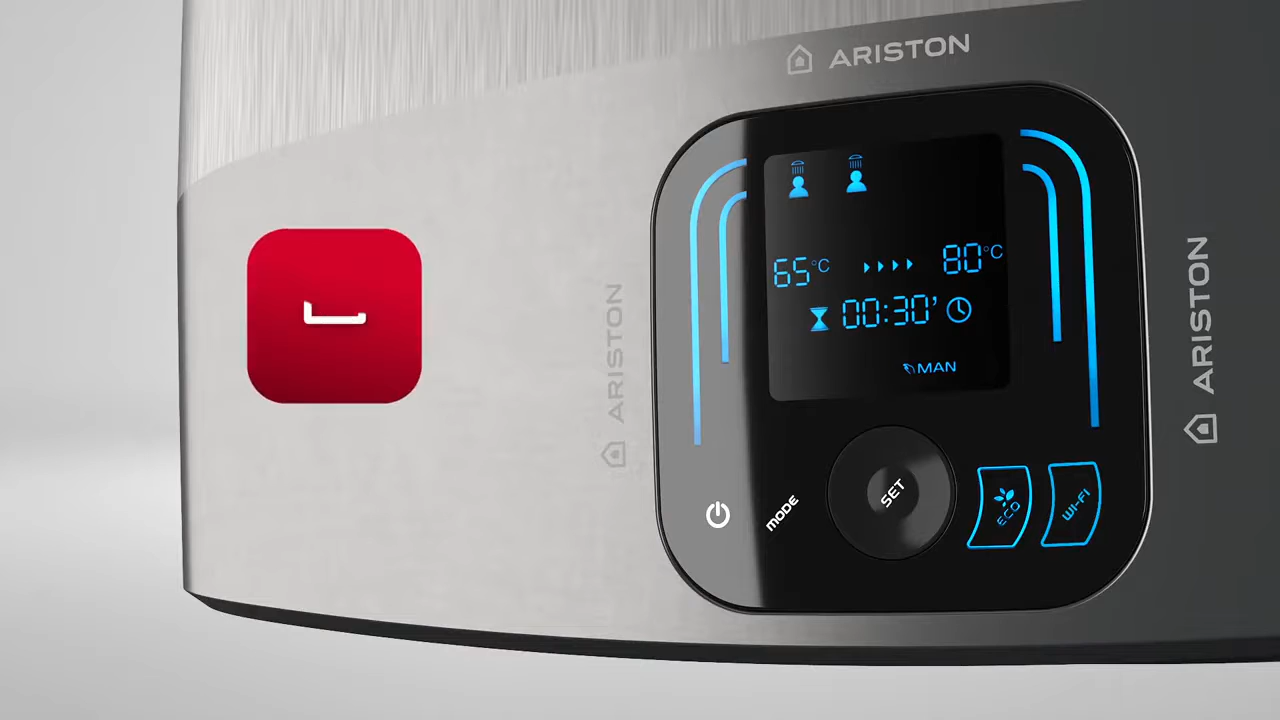 ARISTON
65°C 80°C
00:30'
MAN
ARISTON
ARISTON
MODE
SET
ECO
WI-FI